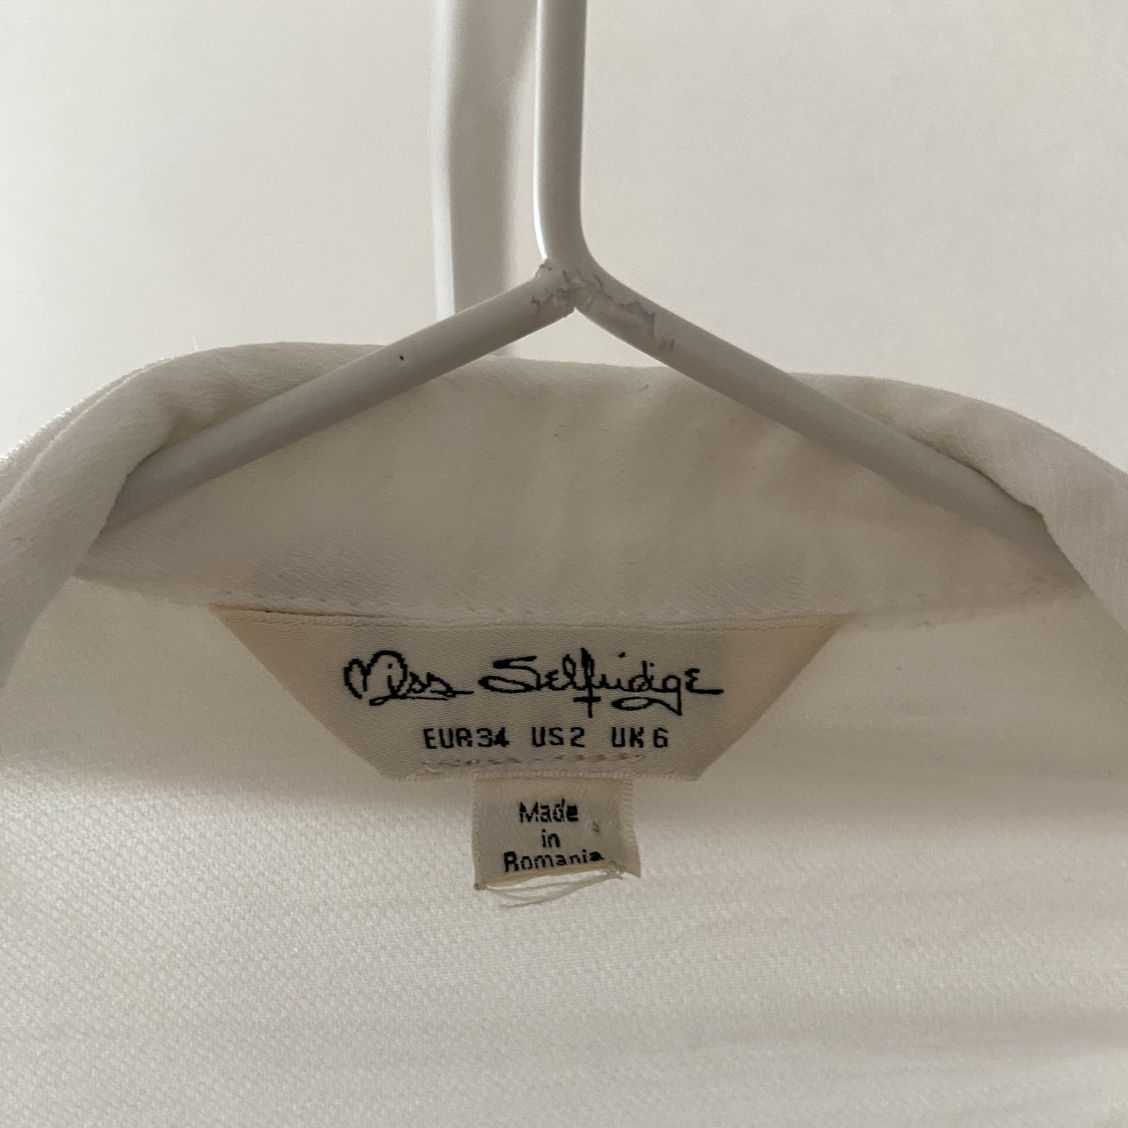 Miss Selfridge
EUR34 US2 UK6
Made
in
Romania